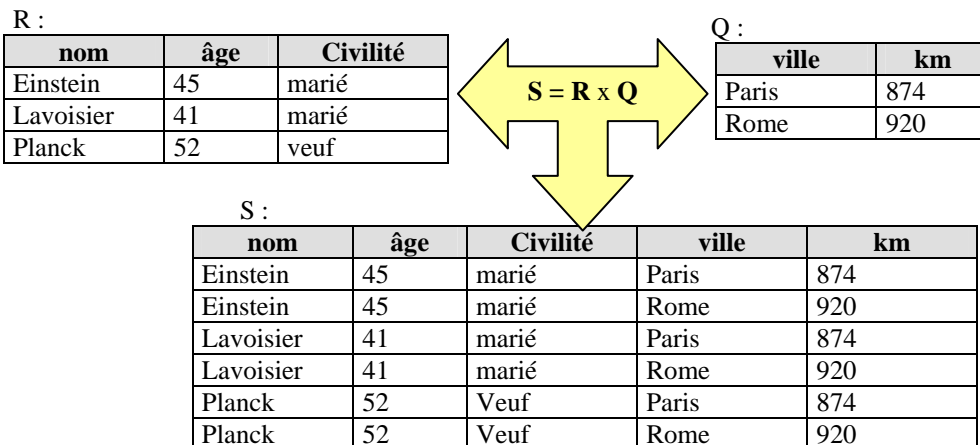 R :
nom âge Civilité
Einstein 45 marié
Lavoisier 41 marié
Planck 52 veuf
S = R x Q
Q :
ville km
Paris 874
Rome 920
S :
nom âge Civilité ville km
Einstein 45 marié Paris 874
Einstein 45 marié Rome 920
Lavoisier 41 marié Paris 874
Lavoisier 41 marié Rome 920
Planck 52 Veuf Paris 874
Planck 52 Veuf Rome 920